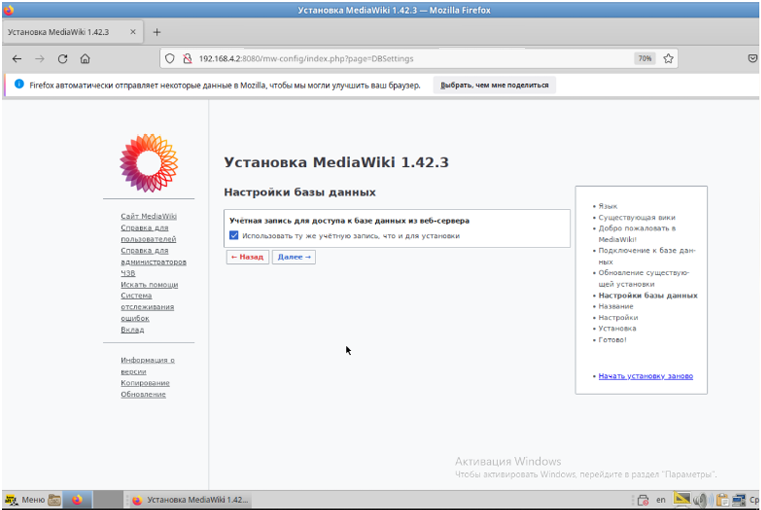 Установка MediaWiki 1.42.3 — Mozilla Firefox
Установка MediaWiki 1.42.3
192.168.4.2:8080/mw-config/index.php?page=DBSettings
70%
Firefox автоматически отправляет некоторые данные в Mozilla, чтобы мы могли улучшить ваш браузер.
Выбрать, чем мне поделиться
Установка MediaWiki 1.42.3
Настройки базы данных
Учётная запись для доступа к базе данных из веб-сервера
Использовать ту же учётную запись, что и для установки
← Назад
Далее →
Сайт MediaWiki
Справка для
пользователей
Справка для
администраторов
ЧЗВ
Искать помощи
Система
отслеживания
ошибок
Вклад
Информация о
версии
Копирование
Обновление
• Язык
• Существующая вики
• Добро пожаловать в
MediaWiki!
• Подключение к базе дан-
ных
• Обновление существую-
щей установки
• Настройки базы данных
• Название
• Настройки
• Установка
• Готово!
• Начать установку заново
Активация Windows
Чтобы активировать Windows, перейдите в раздел "Параметры".
Меню
Установка MediaWiki 1.42...
en
Ср